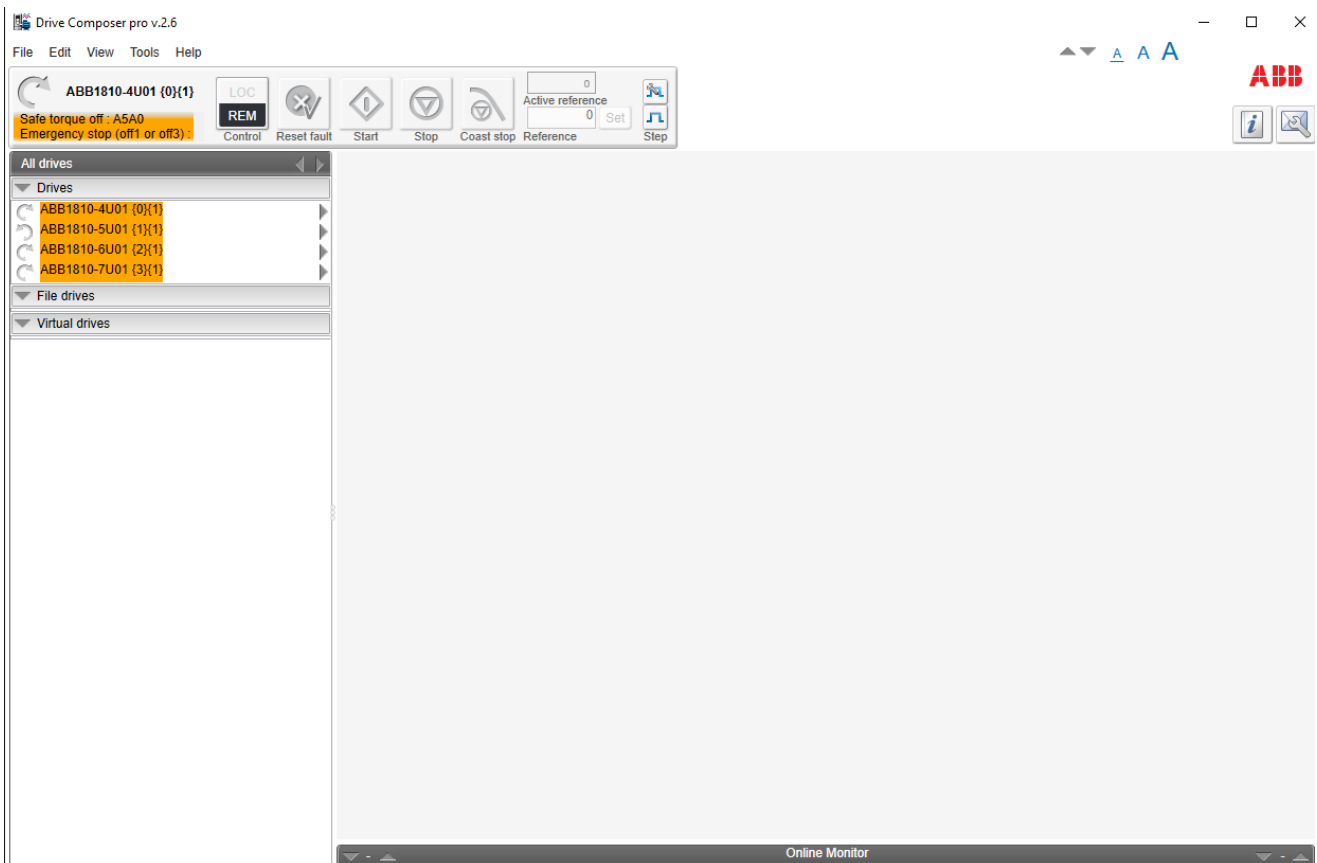 Drive Composer pro v.2.6
File Edit View Tools Help
A A A
ABB
ABB1810-4U01 {0}{1}
Safe torque off : A5A0
Emergency stop (off1 or off3) :
LOC
REM
Control
Reset fault
Start
Stop
Coast stop
0
Active reference
0 Set
Reference
Step
i
All drives
Drives
ABB1810-4U01 {0}{1}
ABB1810-5U01 {1}{1}
ABB1810-6U01 {2}{1}
ABB1810-7U01 {3}{1}
File drives
Virtual drives
- Online Monitor -